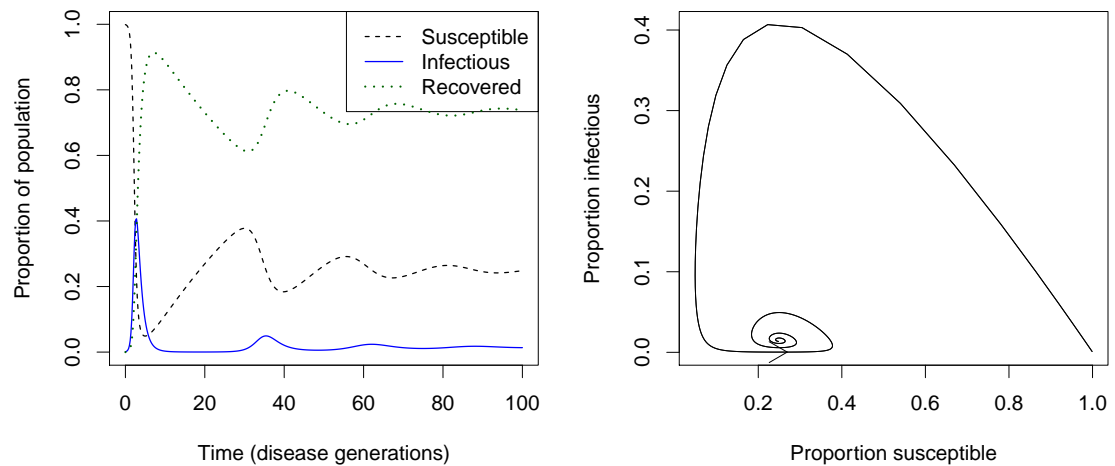 1.0
0.8
0.6
0.4
0.2
0.0
Proportion of population
Susceptible
Infectious
Recovered
0 20 40 60 80 100
Time (disease generations)
0.4
0.3
0.2
0.1
0.0
Proportion infectious
0.2 0.4 0.6 0.8 1.0
Proportion susceptible